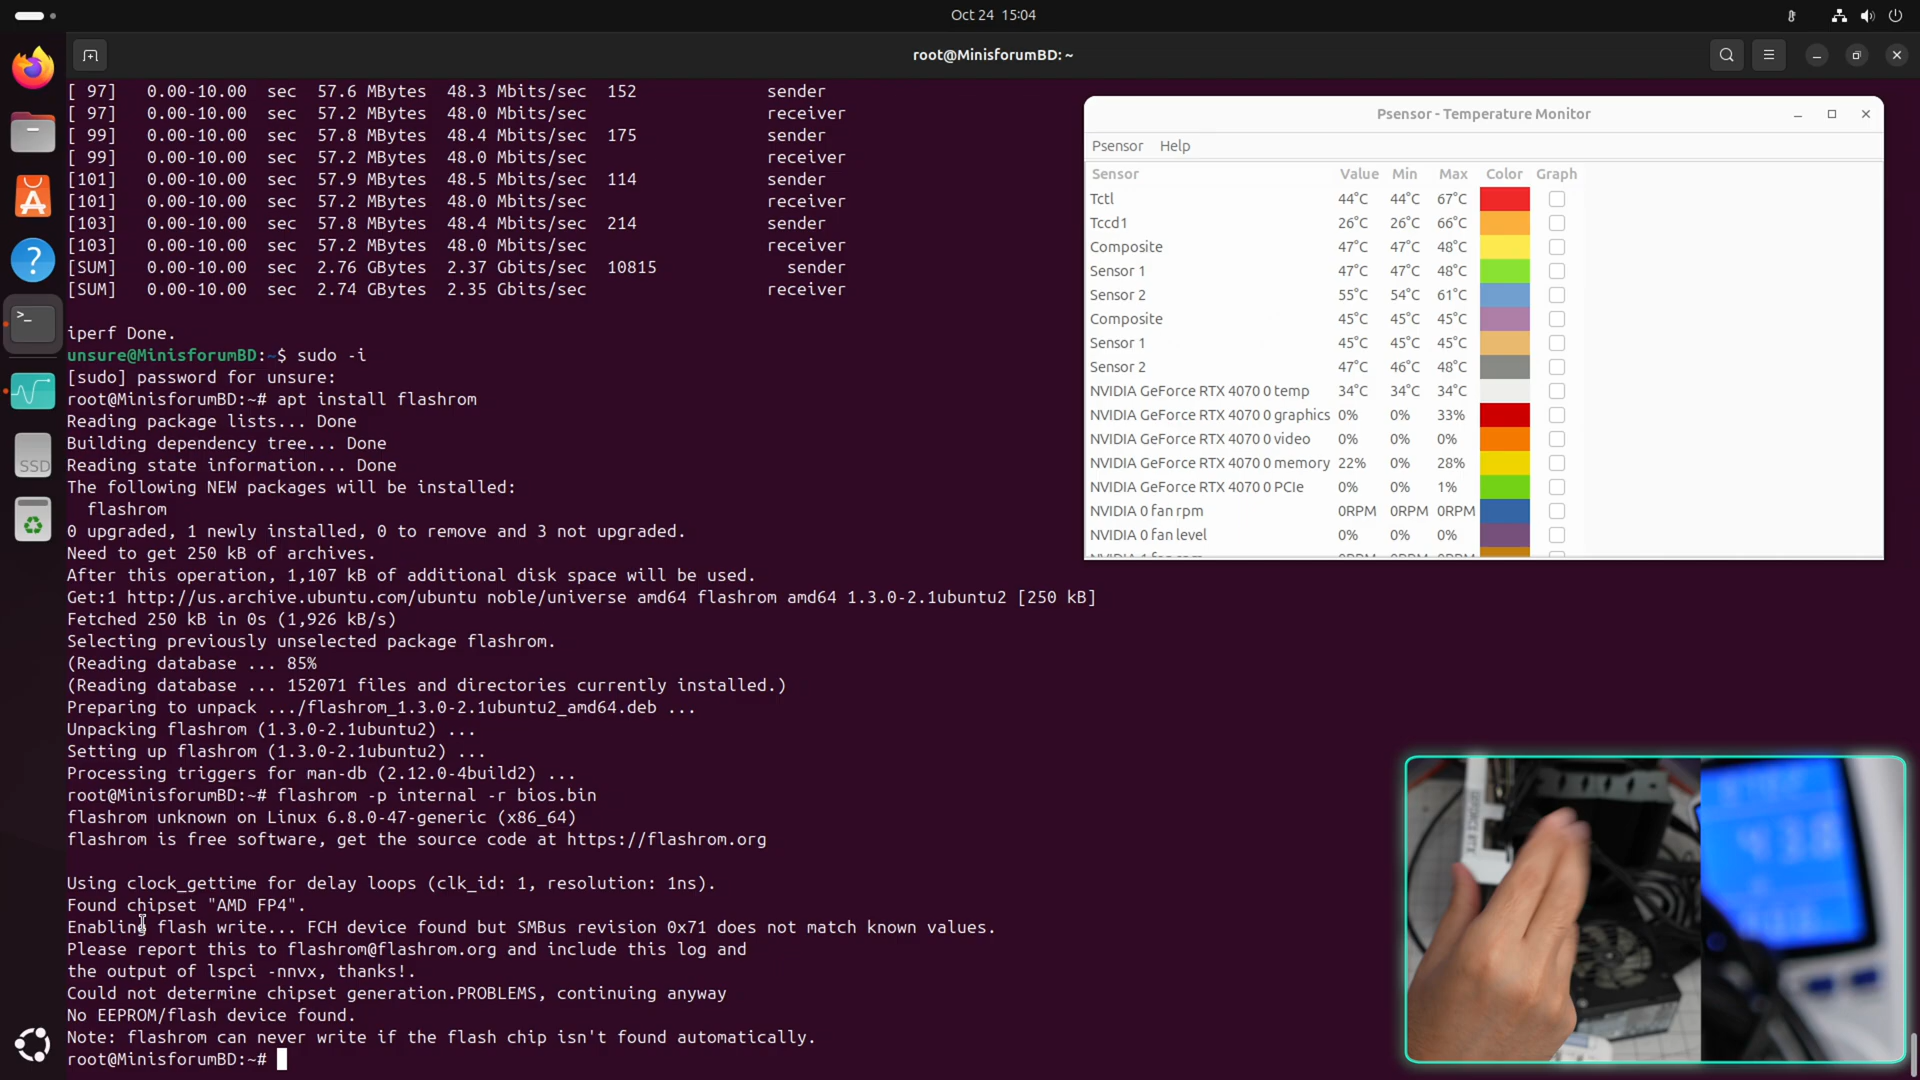 Oct 24 15:04
root@MinisforumBD: ~
[ 97] 0.00-10.00 sec 57.6 MBytes 48.3 Mbits/sec 152 sender
[ 97] 0.00-10.00 sec 57.2 MBytes 48.0 Mbits/sec receiver
[ 99] 0.00-10.00 sec 57.8 MBytes 48.4 Mbits/sec 175 sender
[ 99] 0.00-10.00 sec 57.2 MBytes 48.0 Mbits/sec receiver
[101] 0.00-10.00 sec 57.9 MBytes 48.5 Mbits/sec 114 sender
[101] 0.00-10.00 sec 57.2 MBytes 48.0 Mbits/sec receiver
[103] 0.00-10.00 sec 57.8 MBytes 48.4 Mbits/sec 214 sender
[103] 0.00-10.00 sec 57.2 MBytes 48.0 Mbits/sec receiver
[SUM] 0.00-10.00 sec 2.76 GBytes 2.37 Gbits/sec 10815 sender
[SUM] 0.00-10.00 sec 2.74 GBytes 2.35 Gbits/sec receiver
iperf Done.
unsure@MinisforumBD:~$ sudo -i
[sudo] password for unsure:
root@MinisforumBD:~# apt install flashrom
Reading package lists... Done
Building dependency tree... Done
Reading state information... Done
The following NEW packages will be installed:
flashrom
0 upgraded, 1 newly installed, 0 to remove and 3 not upgraded.
Need to get 250 kB of archives.
After this operation, 1,107 kB of additional disk space will be used.
Get:1 http://us.archive.ubuntu.com/ubuntu noble/universe amd64 flashrom amd64 1.3.0-2.1ubuntu2 [250 kB]
Fetched 250 kB in 0s (1,926 kB/s)
Selecting previously unselected package flashrom.
(Reading database ... 85%
(Reading database ... 152071 files and directories currently installed.)
Preparing to unpack .../flashrom_1.3.0-2.1ubuntu2_amd64.deb ...
Unpacking flashrom (1.3.0-2.1ubuntu2) ...
Setting up flashrom (1.3.0-2.1ubuntu2) ...
Processing triggers for man-db (2.12.0-4build2) ...
root@MinisforumBD:~# flashrom -p internal -r bios.bin
flashrom unknown on Linux 6.8.0-47-generic (x86_64)
flashrom is free software, get the source code at https://flashrom.org
Using clock_gettime for delay loops (clk_id: 1, resolution: 1ns).
Found chipset "AMD FP4".
Enabling flash write... FCH device found but SMBus revision 0x71 does not match known values.
Please report this to flashrom@flashrom.org and include this log and
the output of lspci -nnvx, thanks!.
Could not determine chipset generation.PROBLEMS, continuing anyway
No EEPROM/flash device found.
Note: flashrom can never write if the flash chip isn't found automatically.
root@MinisforumBD:~#
Psensor - Temperature Monitor
Psensor Help
Sensor Value Min Max Color Graph
Tctl 44°C 44°C 67°C
Tccd1 26°C 26°C 66°C
Composite 47°C 47°C 48°C
Sensor 1 47°C 47°C 48°C
Sensor 2 55°C 54°C 61°C
Composite 45°C 45°C 45°C
Sensor 1 45°C 45°C 45°C
Sensor 2 47°C 46°C 48°C
NVIDIA GeForce RTX 4070 0 temp 34°C 34°C 34°C
NVIDIA GeForce RTX 4070 0 graphics 0% 0% 33%
NVIDIA GeForce RTX 4070 0 video 0% 0% 0%
NVIDIA GeForce RTX 4070 0 memory 22% 0% 28%
NVIDIA GeForce RTX 4070 0 PCIe 0% 0% 1%
NVIDIA 0 fan rpm 0RPM 0RPM 0RPM
NVIDIA 0 fan level 0% 0% 0%
SSD
GEFORCE RTX